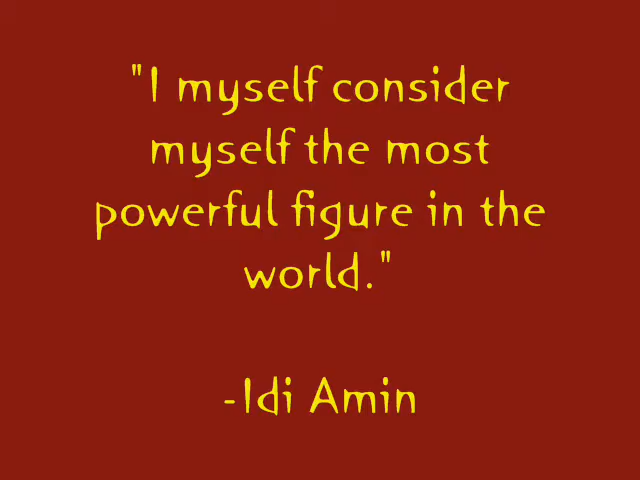 "I myself consider
myself the most
powerful figure in the
world."
-Idi Amin